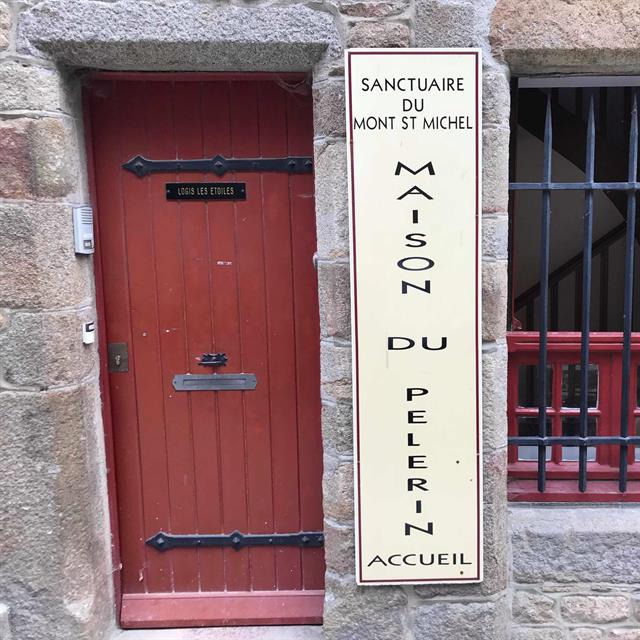 LOGIS LES ETOILES
SANCTUAIRE
DU
MONT ST MICHEL
MAISON
DU
PELERIN
ACCUEIL